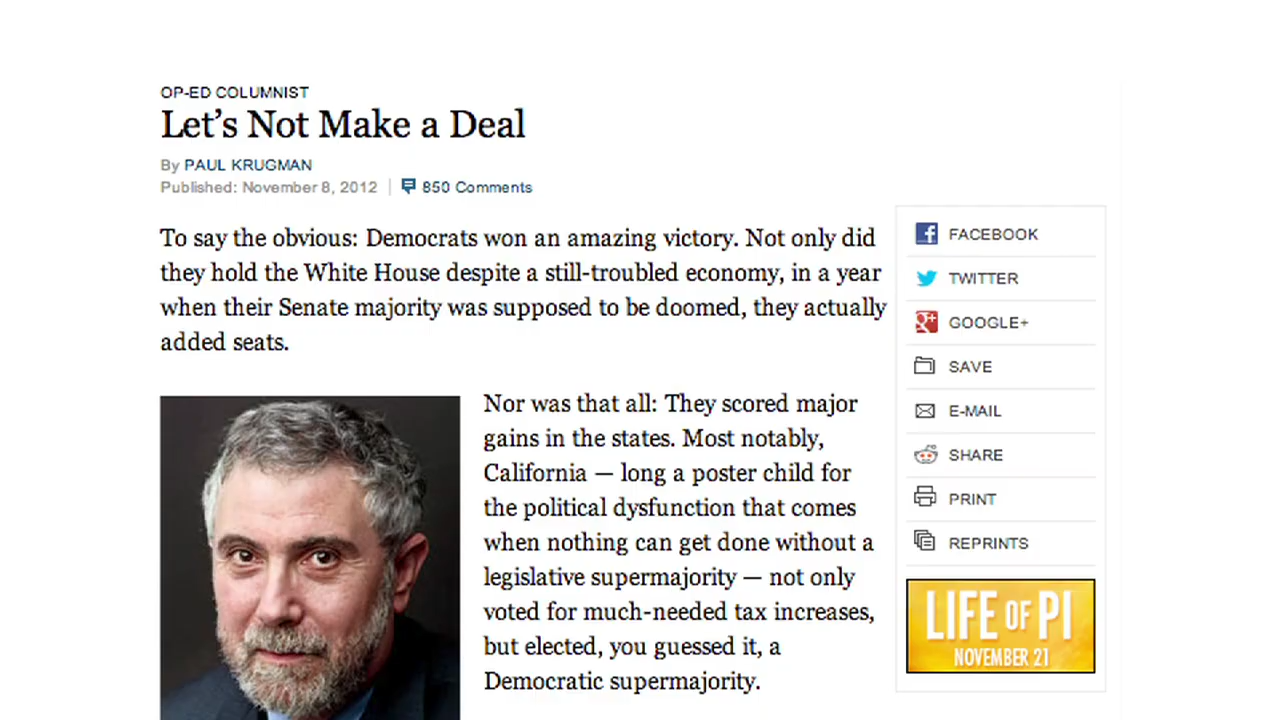 OP-ED COLUMNIST
Let's Not Make a Deal
By PAUL KRUGMAN
Published: November 8, 2012 | 850 Comments
To say the obvious: Democrats won an amazing victory. Not only did
they hold the White House despite a still-troubled economy, in a year
when their Senate majority was supposed to be doomed, they actually
added seats.
Nor was that all: They scored major
gains in the states. Most notably,
California — long a poster child for
the political dysfunction that comes
when nothing can get done without a
legislative supermajority — not only
voted for much-needed tax increases,
but elected, you guessed it, a
Democratic supermajority.
FACEBOOK
TWITTER
GOOGLE+
SAVE
E-MAIL
SHARE
PRINT
REPRINTS
LIFE OF PI
NOVEMBER 21